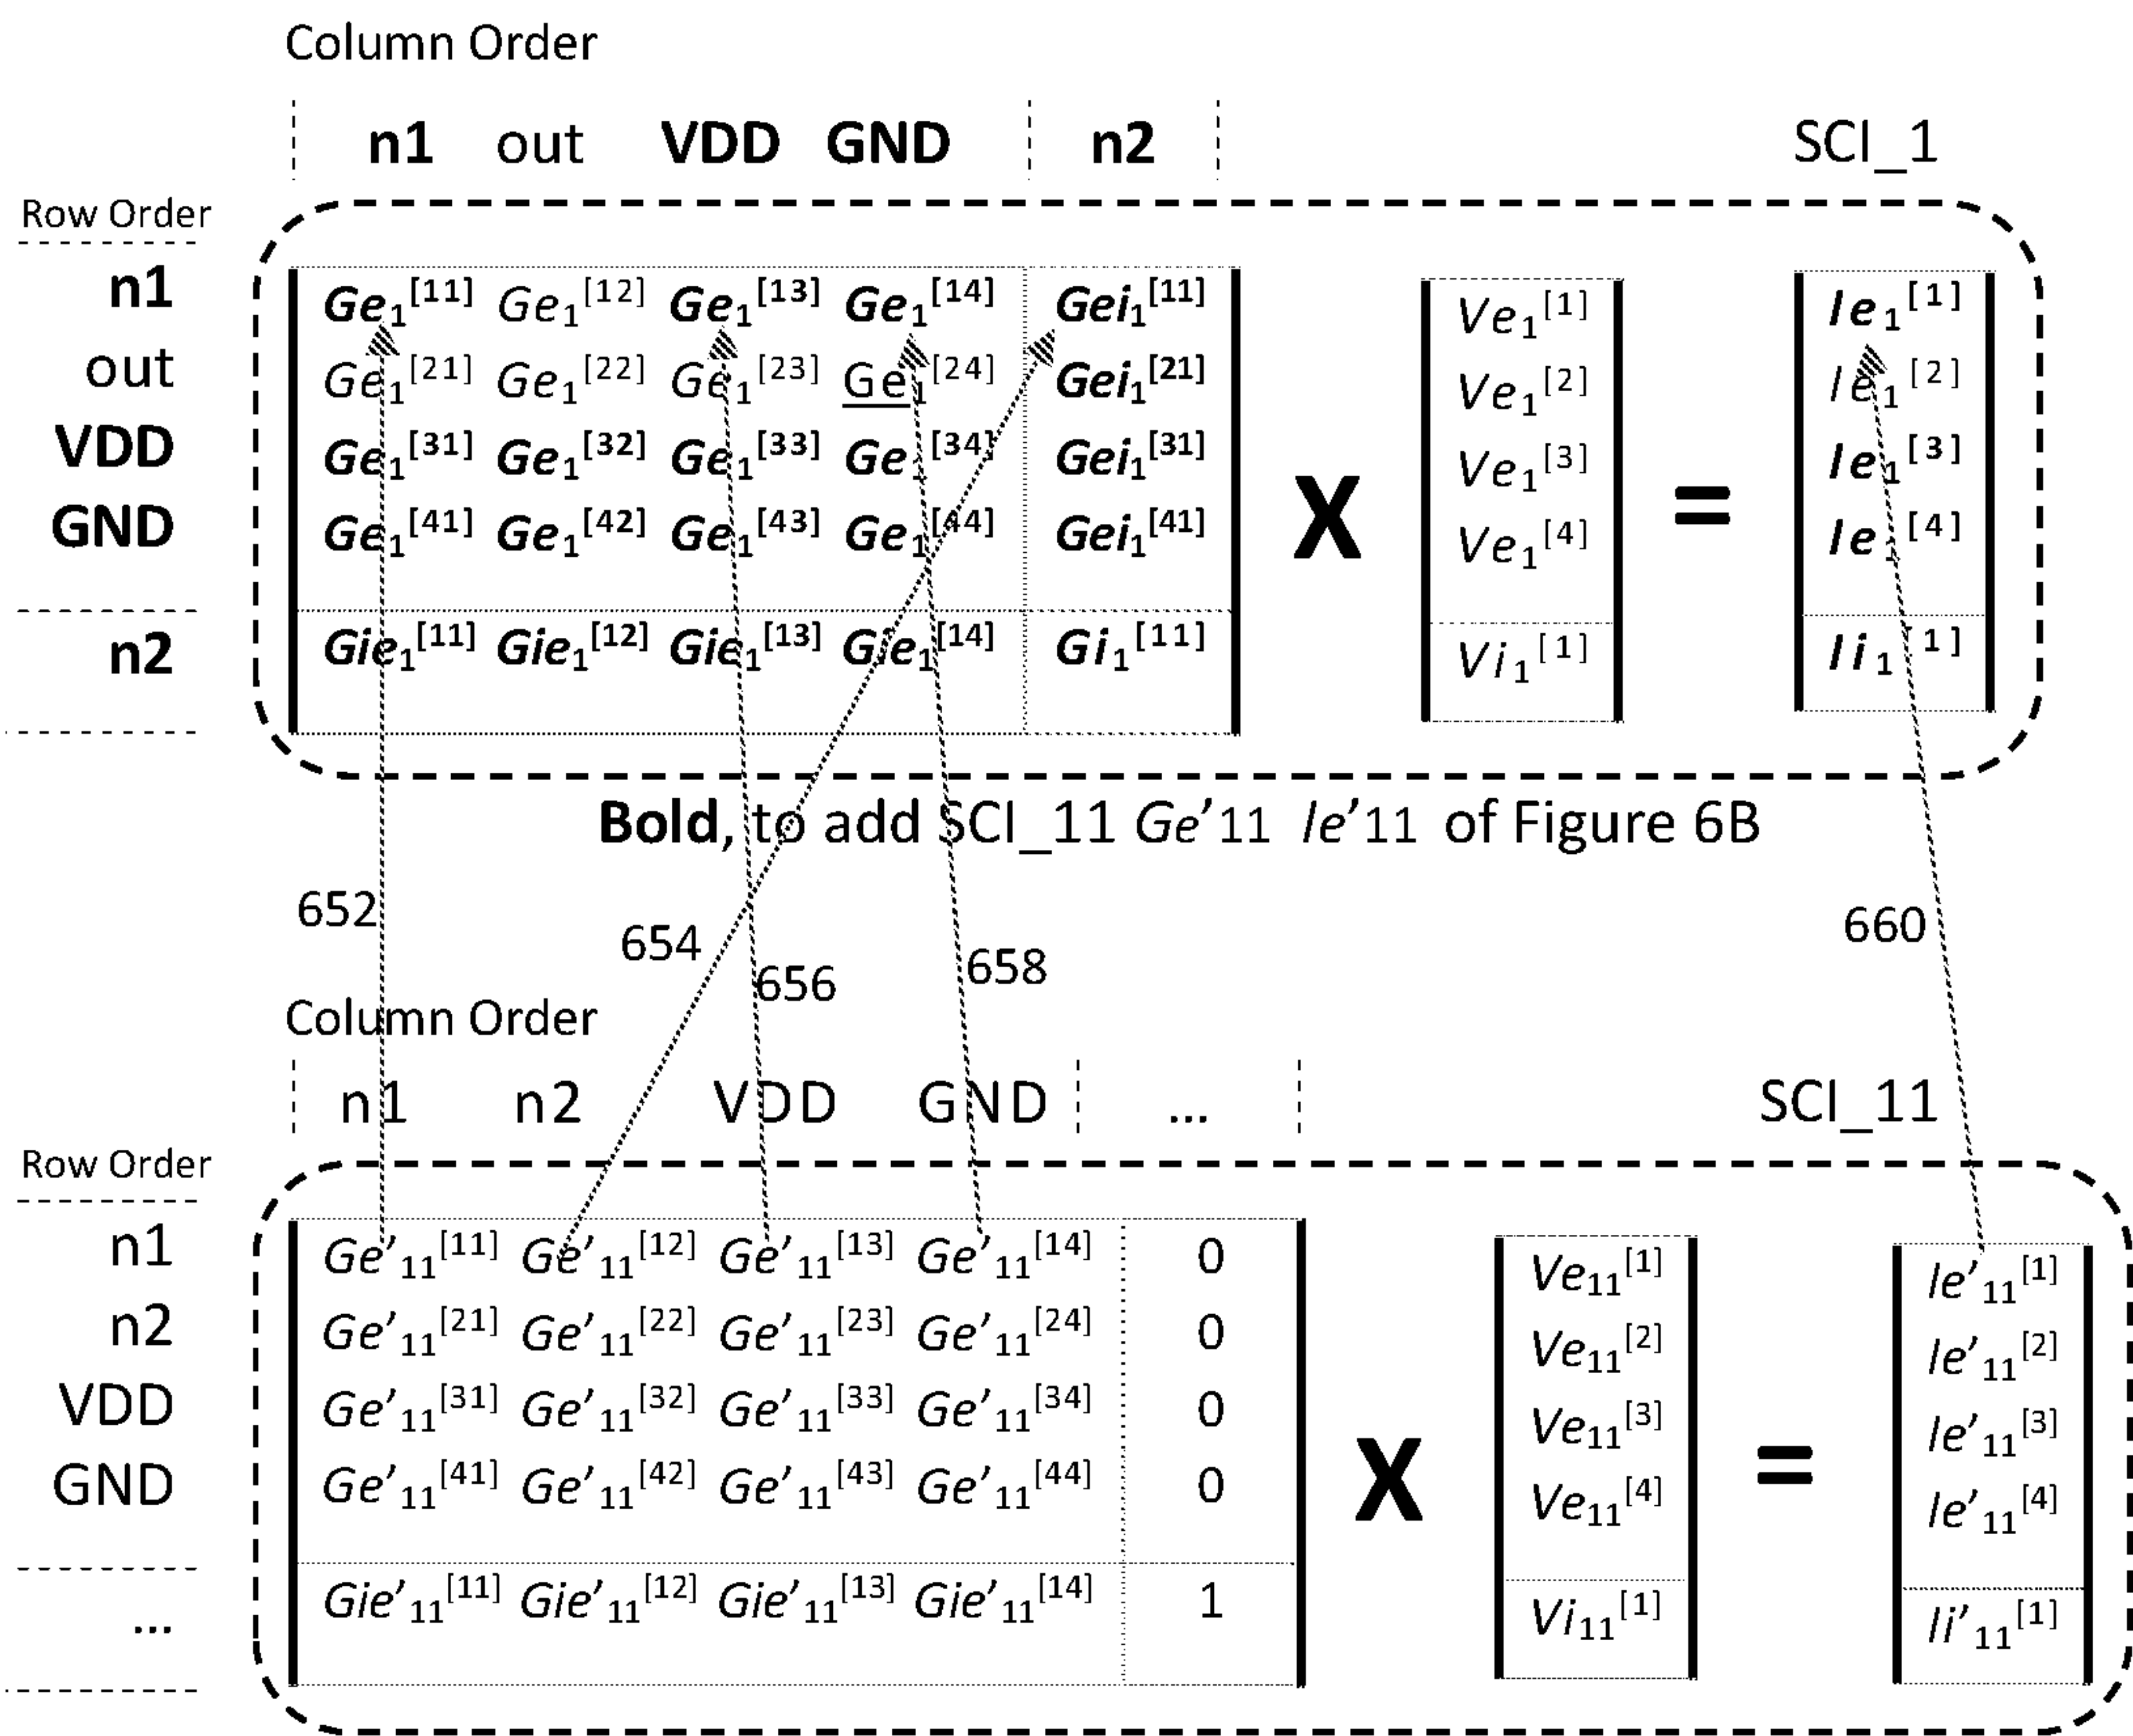 Column Order
n1 out VDD GND n2 SCI_1
Row Order
n1 Ge₁[11] Ge₁[12] Ge₁[13] Ge₁[14] Gei₁[11] Ve₁[1] Ie₁[1]
out Ge₁[21] Ge₁[22] Ge₁[23] Ge₁[24] Gei₁[21] Ve₁[2] Ie₁[2]
VDD Ge₁[31] Ge₁[32] Ge₁[33] Ge₁[34] Gei₁[31] Ve₁[3] Ie₁[3]
GND Ge₁[41] Ge₁[42] Ge₁[43] Ge₁[44] Gei₁[41] X Ve₁[4] = Ie₁[4]
n2 Gie₁[11] Gie₁[12] Gie₁[13] Gie₁[14] Gi₁[11] Vi₁[1] Ii₁[1]
Bold, to add SCI_11 Ge'11 Ie'11 of Figure 6B
652 654 656 658 660
Column Order
n1 n2 VDD GND ... SCI_11
Row Order
n1 Ge'₁₁[11] Ge'₁₁[12] Ge'₁₁[13] Ge'₁₁[14] 0 Ve₁₁[1] Ie'₁₁[1]
n2 Ge'₁₁[21] Ge'₁₁[22] Ge'₁₁[23] Ge'₁₁[24] 0 Ve₁₁[2] Ie'₁₁[2]
VDD Ge'₁₁[31] Ge'₁₁[32] Ge'₁₁[33] Ge'₁₁[34] 0 Ve₁₁[3] Ie'₁₁[3]
GND Ge'₁₁[41] Ge'₁₁[42] Ge'₁₁[43] Ge'₁₁[44] 0 X Ve₁₁[4] = Ie'₁₁[4]
... Gie'₁₁[11] Gie'₁₁[12] Gie'₁₁[13] Gie'₁₁[14] 1 Vi₁₁[1] Ii'₁₁[1]